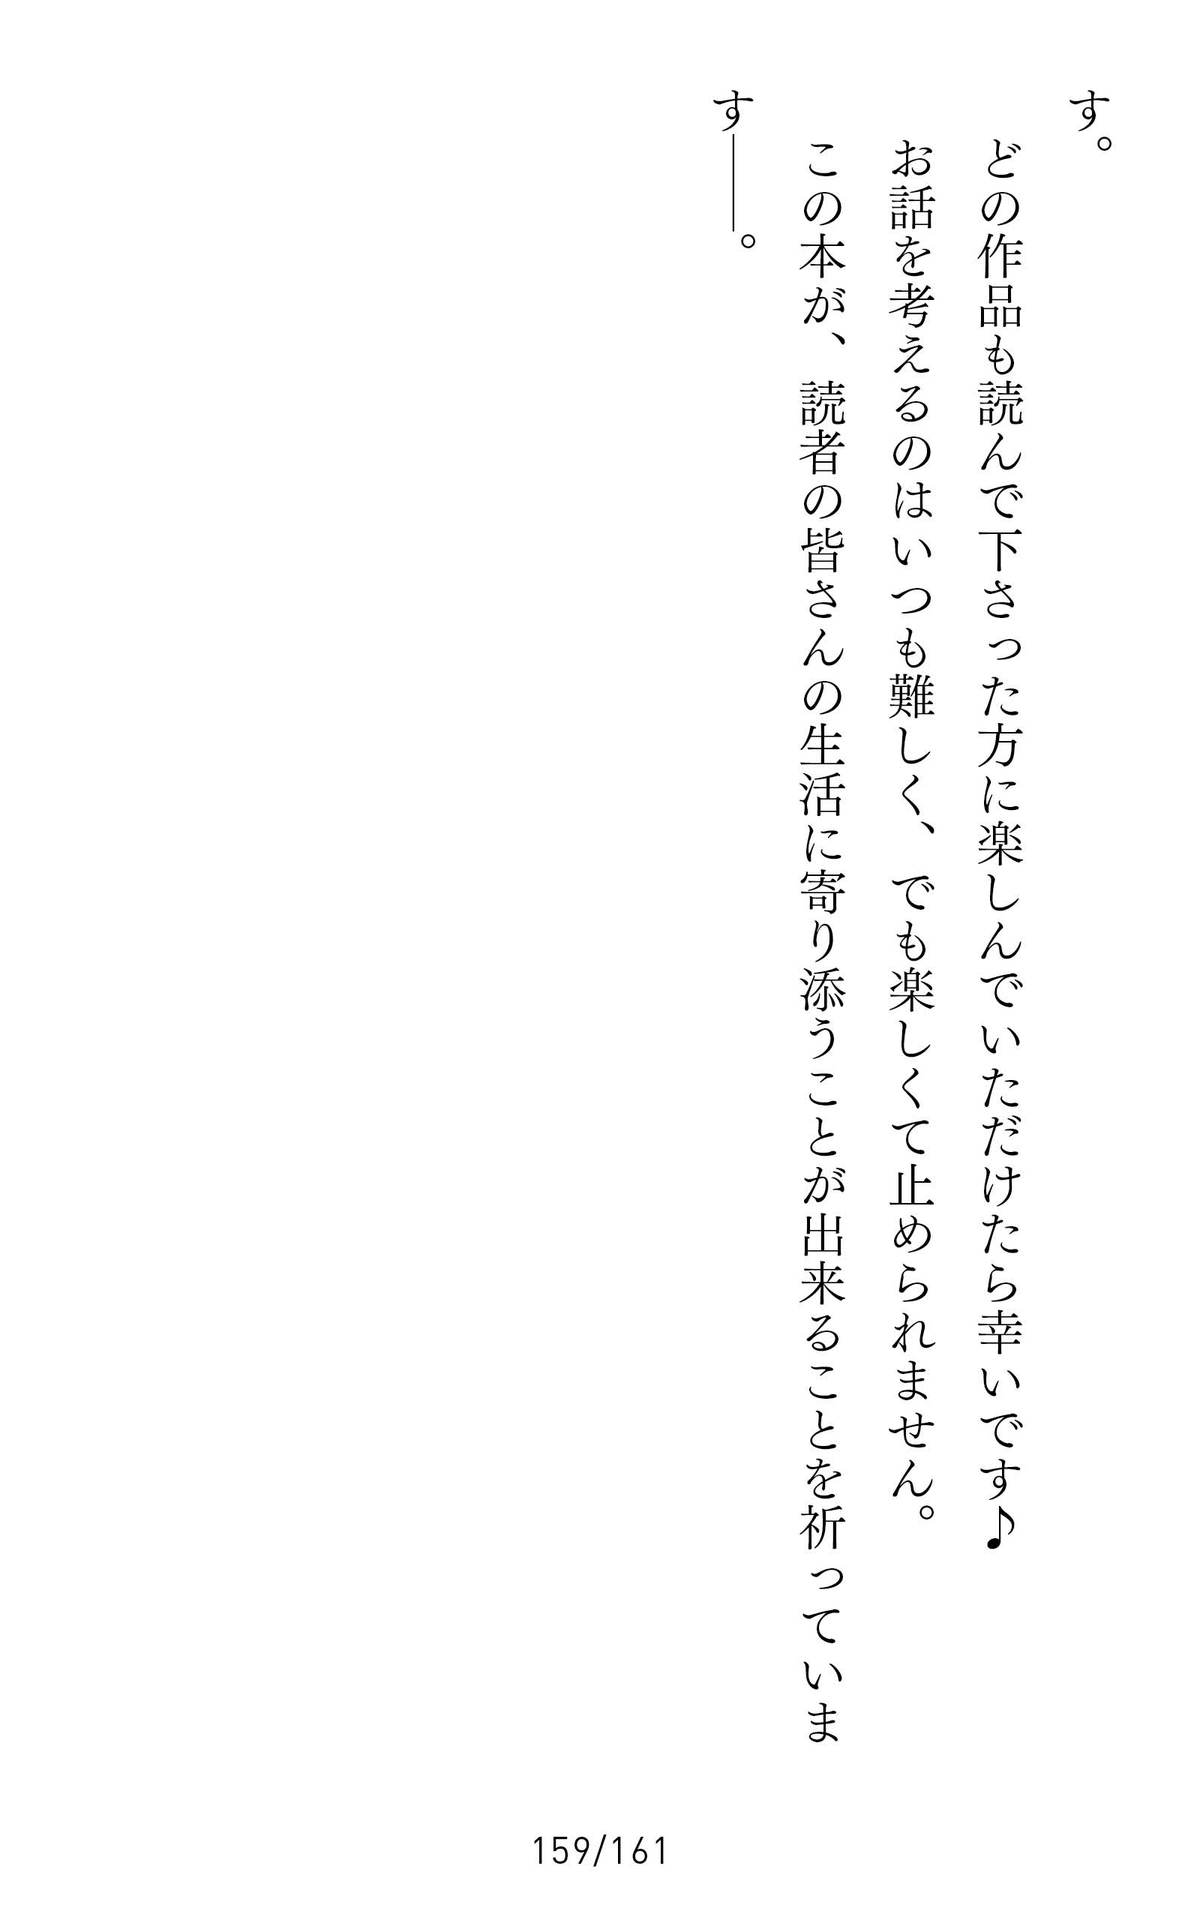 す。
どの作品も読んで下さった方に楽しんでいただけたら幸いです♪
お話を考えるのはいつも難しく、でも楽しくて止められません。
この本が、読者の皆さんの生活に寄り添うことが出来ることを祈っていま
す――。
159/161